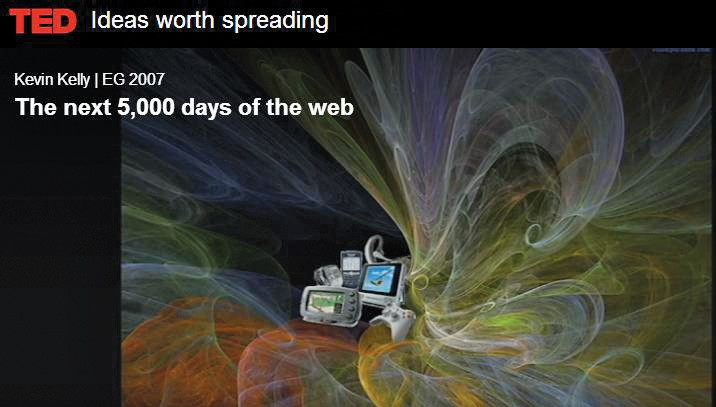 TED Ideas worth spreading
Kevin Kelly | EG 2007
The next 5,000 days of the web